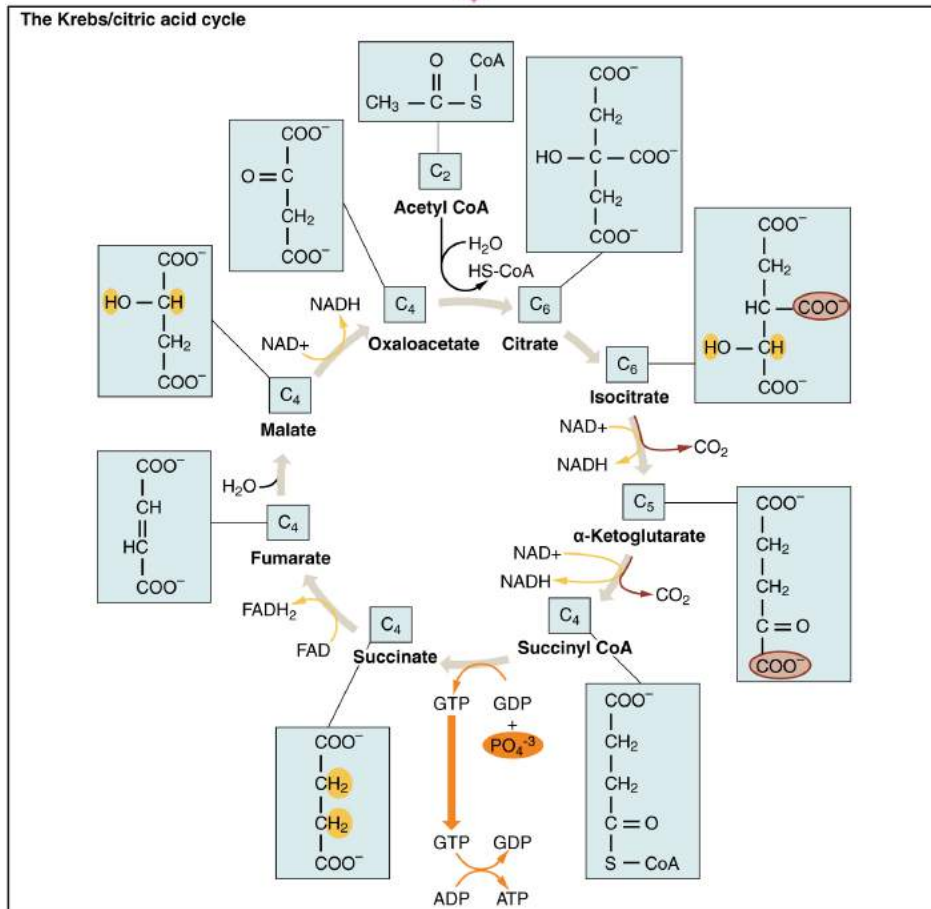 The Krebs/citric acid cycle
O CoA
CH₃ — C — S
C₂
Acetyl CoA
H₂O
HS-CoA
COO⁻
O = C
CH₂
COO⁻
C₄
Oxaloacetate
COO⁻
CH₂
HO — C — COO⁻
CH₂
COO⁻
C₆
Citrate
COO⁻
CH₂
HC — COO⁻
HO — C — H
COO⁻
C₆
Isocitrate
NAD+
NADH
CO₂
C₅
α-Ketoglutarate
COO⁻
CH₂
CH₂
C = O
COO⁻
NAD+
NADH
CO₂
C₄
Succinyl CoA
COO⁻
CH₂
CH₂
C = O
S — CoA
GTP GDP
+
PO₄⁻³
GTP GDP
ADP ATP
C₄
Succinate
COO⁻
CH₂
CH₂
COO⁻
FADH₂
FAD
C₄
Fumarate
COO⁻
CH
HC
COO⁻
H₂O
C₄
Malate
COO⁻
HO — C — H
CH₂
COO⁻
NAD+
NADH